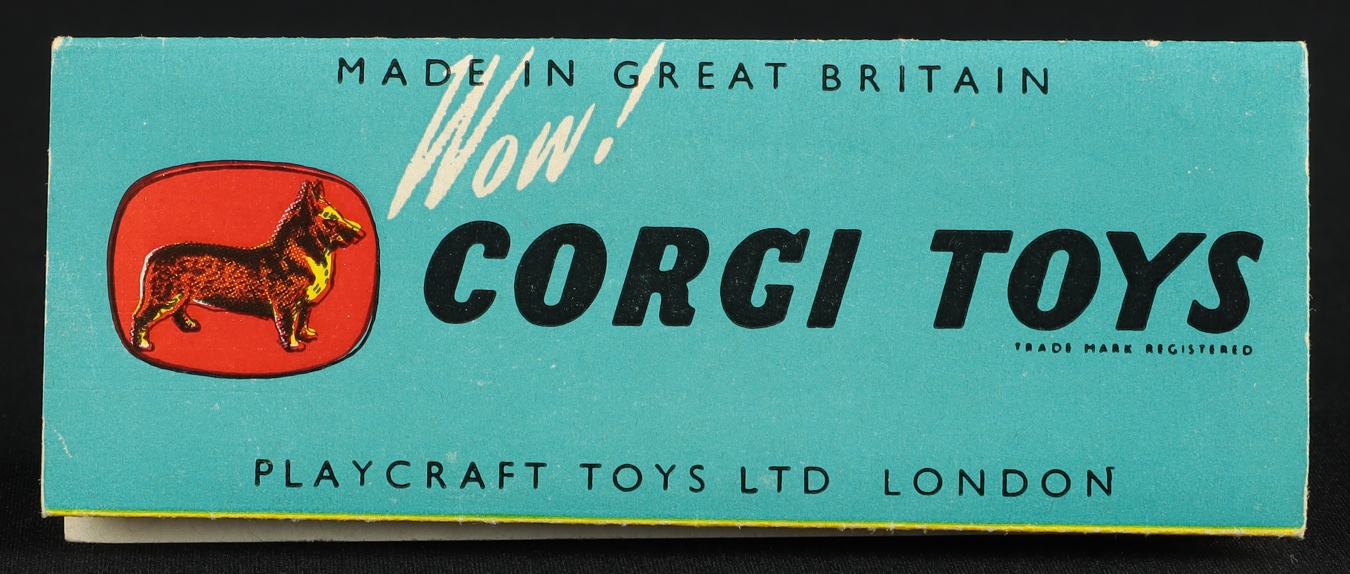 MADE IN GREAT BRITAIN
Wow!
CORGI TOYS
TRADE MARK REGISTERED
PLAYCRAFT TOYS LTD LONDON